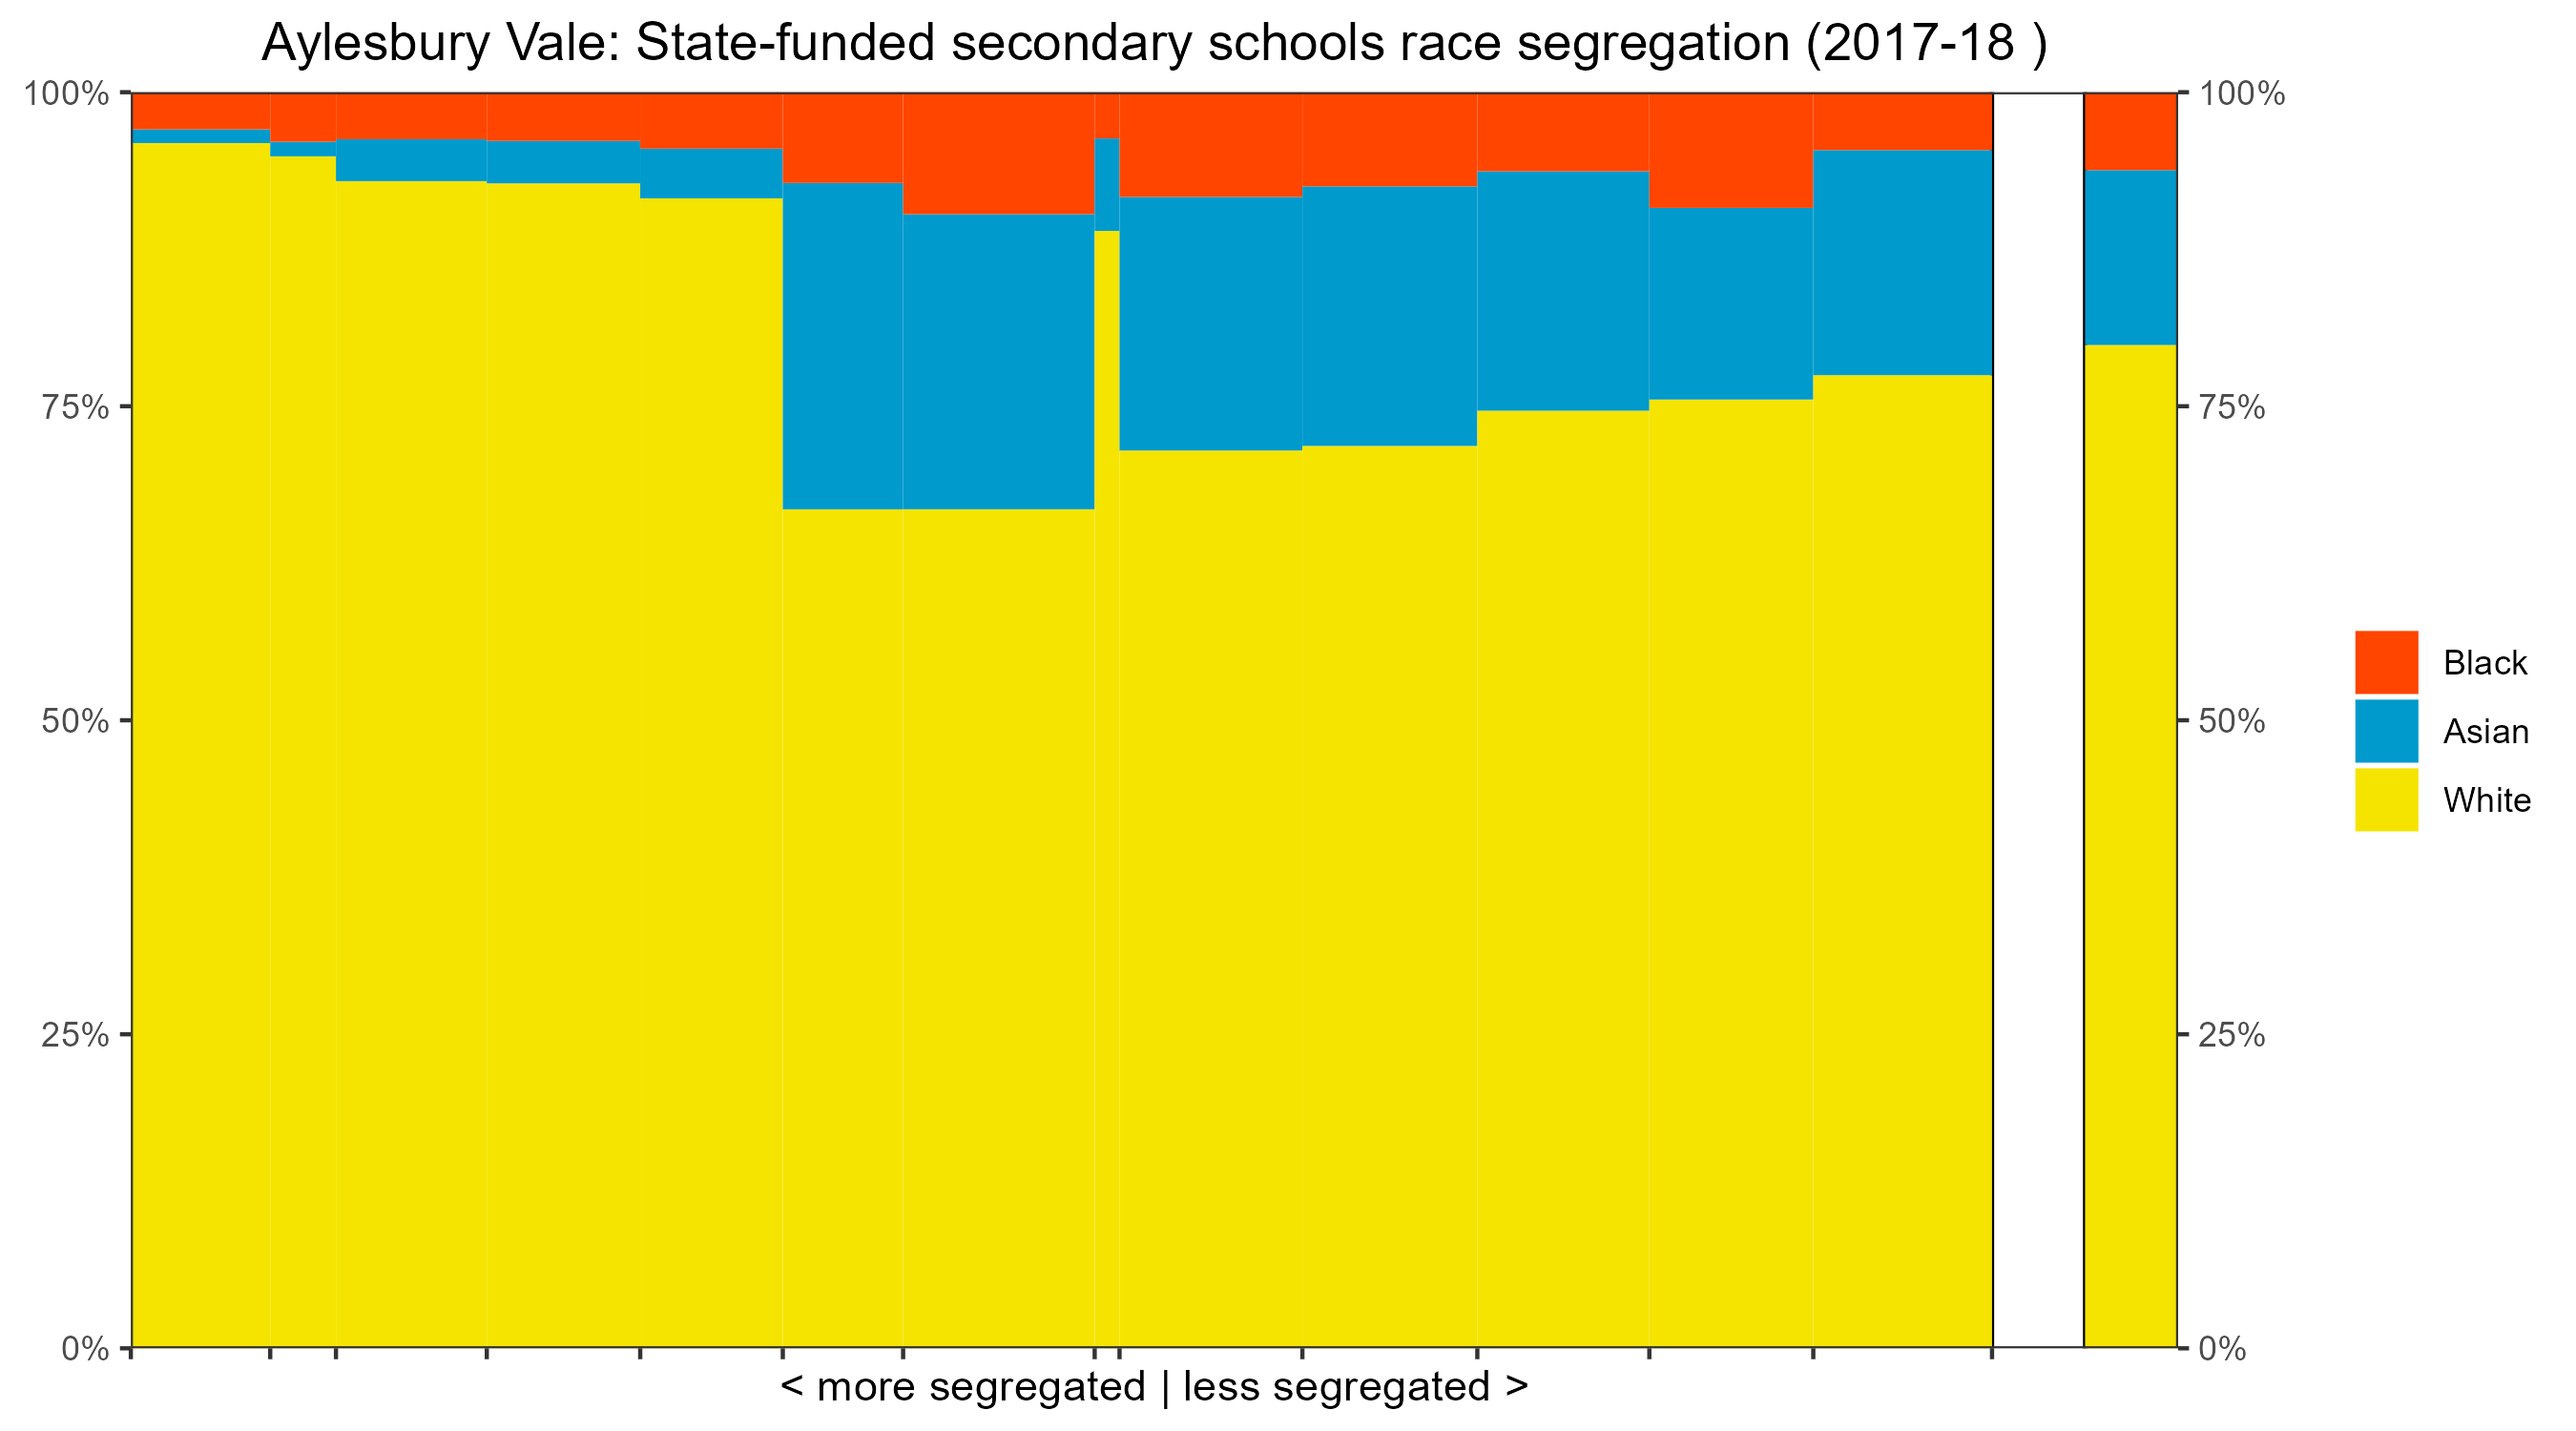 Aylesbury Vale: State-funded secondary schools race segregation (2017-18 )
100%
75%
50%
25%
0%
100%
75%
50%
25%
0%
Black
Asian
White
< more segregated | less segregated >